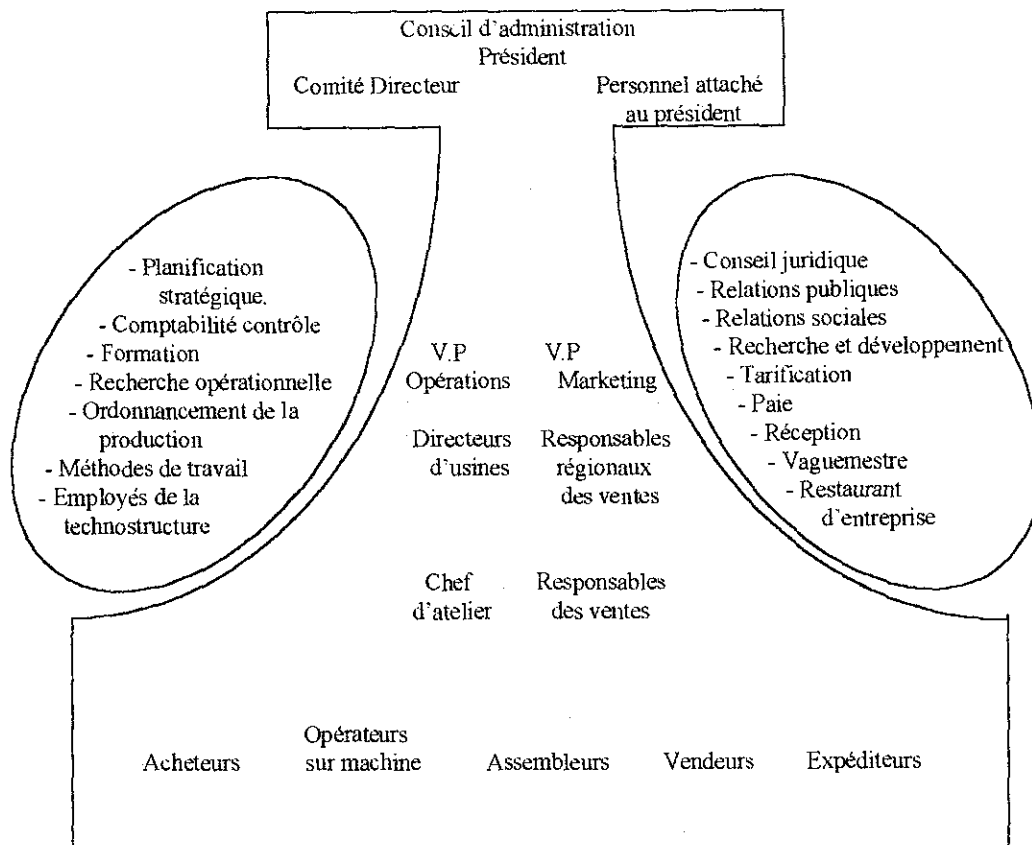 Conseil d'administration
Président
Comité Directeur
Personnel attaché
au président
- Planification
stratégique.
- Comptabilité contrôle
- Formation
- Recherche opérationnelle
- Ordonnancement de la
production
- Méthodes de travail
- Employés de la
technostructure
V.P
Opérations
V.P
Marketing
Directeurs
d'usines
Responsables
régionaux
des ventes
Chef
d'atelier
Responsables
des ventes
- Conseil juridique
- Relations publiques
- Relations sociales
- Recherche et développement
- Tarification
- Paie
- Réception
- Vaguemestre
- Restaurant
d'entreprise
Acheteurs
Opérateurs
sur machine
Assembleurs
Vendeurs
Expéditeurs